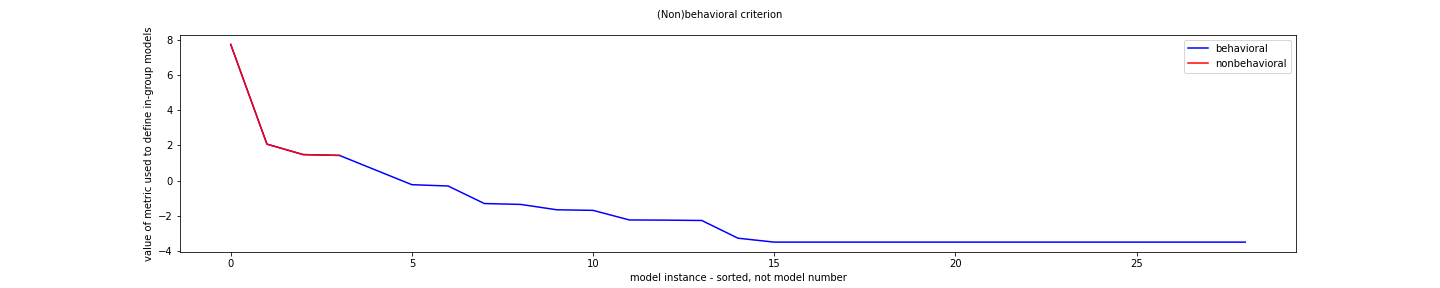 (Non)behavioral criterion
value of metric used to define in-group models
8
6
4
2
0
−2
−4
behavioral
nonbehavioral
0 5 10 15 20 25
model instance - sorted, not model number